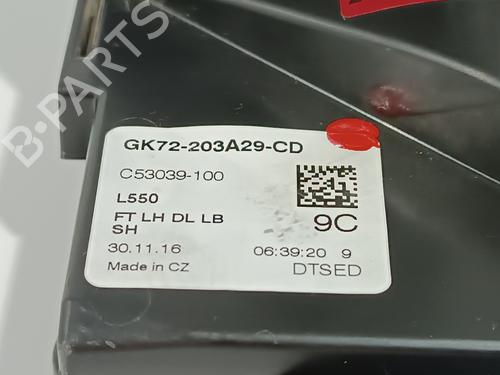 B-PARTS
GK72-203A29-CD
C53039-100
L550
FT LH DL LB
SH
9C
30.11.16
06:39:20 9
Made in CZ
DTSED